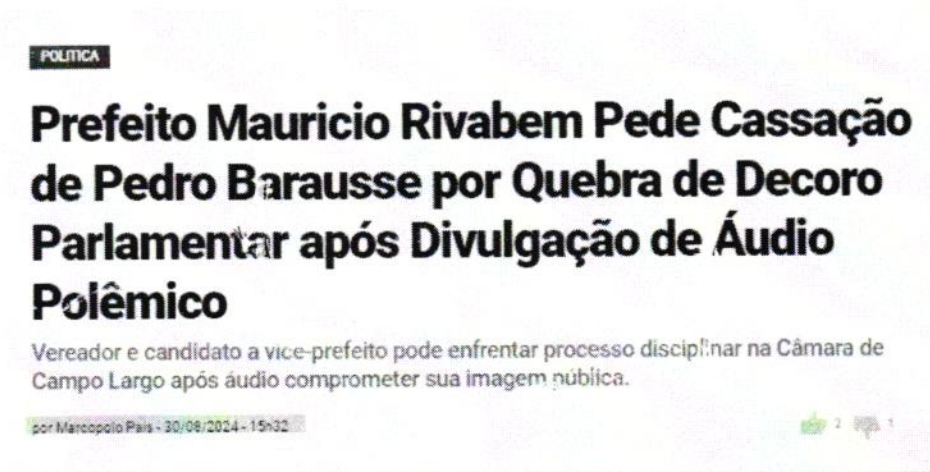 POLITICA
Prefeito Mauricio Rivabem Pede Cassação
de Pedro Barausse por Quebra de Decoro
Parlamentar após Divulgação de Áudio
Polêmico
Vereador e candidato a vice-prefeito pode enfrentar processo disciplinar na Câmara de
Campo Largo após áudio comprometer sua imagem pública.
por Marcopolo Pais - 30/08/2024 - 15h32
2 1